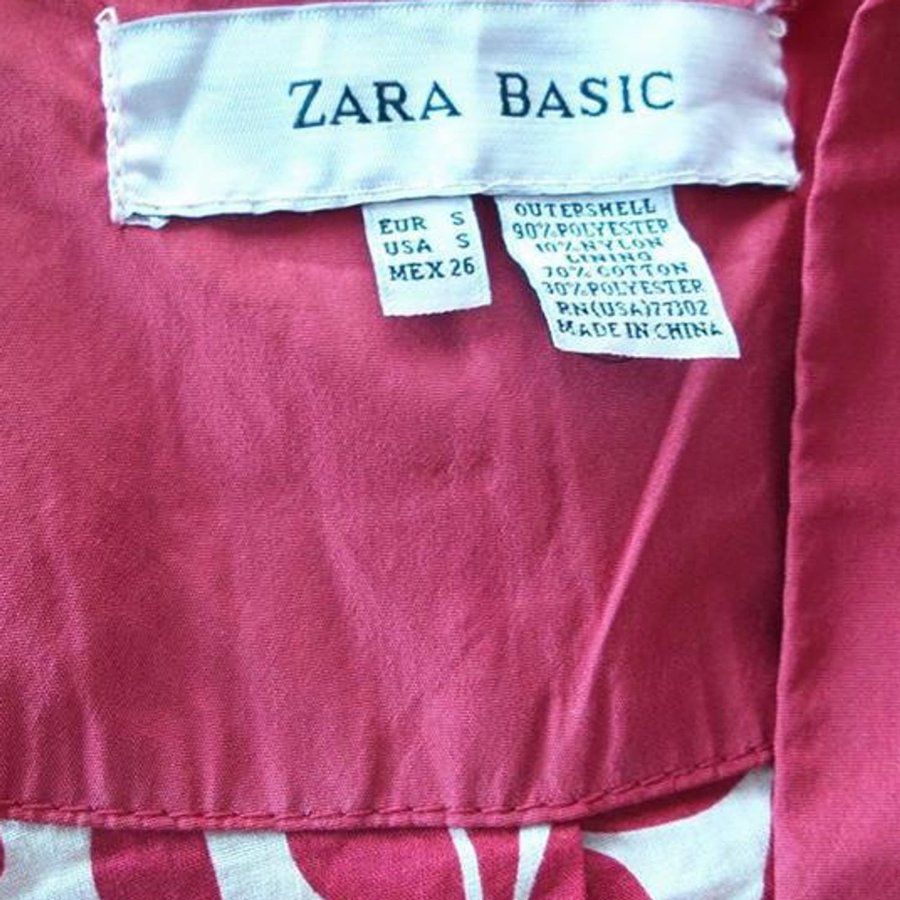 ZARA BASIC
EUR S
USA S
MEX 26
OUTERSHELL
90%POLYESTER
10%NYLON
LINING
70%COTTON
30%POLYESTER
RN(USA)77302
MADE IN CHINA